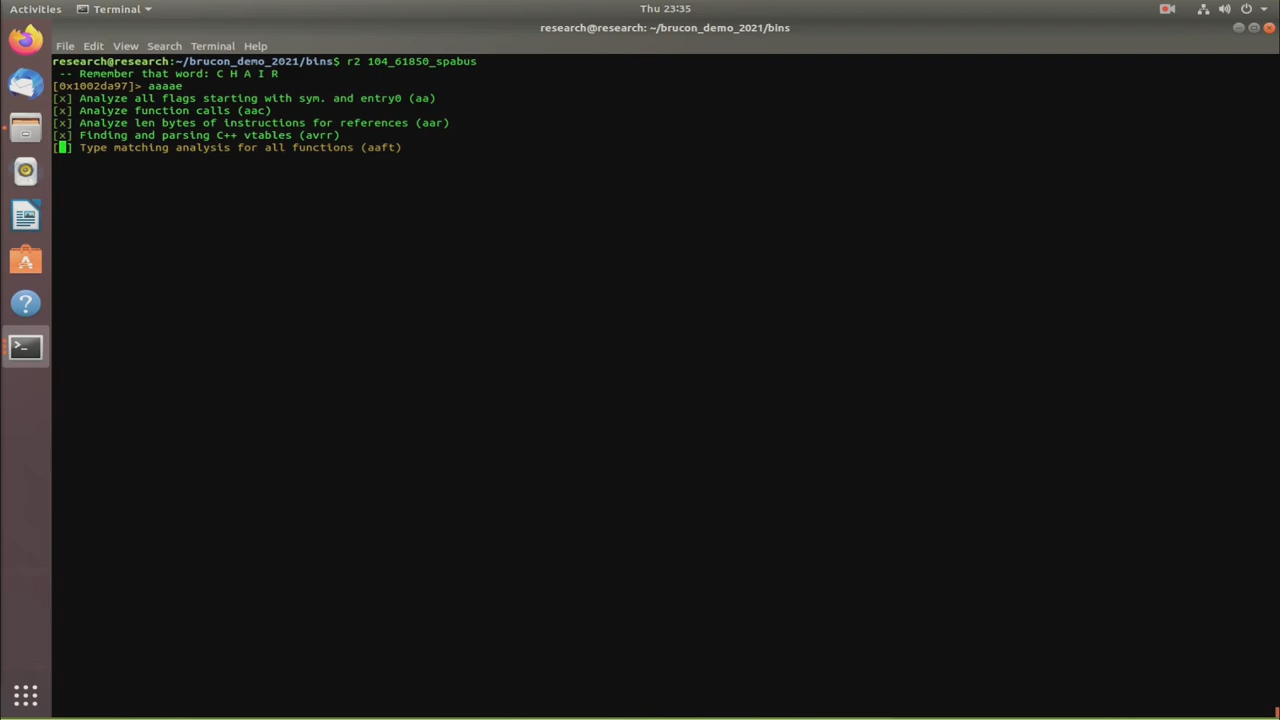 Activities Terminal Thu 23:35
research@research: ~/brucon_demo_2021/bins
File Edit View Search Terminal Help
research@research:~/brucon_demo_2021/bins$ r2 104_61850_spabus
-- Remember that word: C H A I R
[0x1002da97]> aaaae
[x] Analyze all flags starting with sym. and entry0 (aa)
[x] Analyze function calls (aac)
[x] Analyze len bytes of instructions for references (aar)
[x] Finding and parsing C++ vtables (avrr)
[ ] Type matching analysis for all functions (aaft)